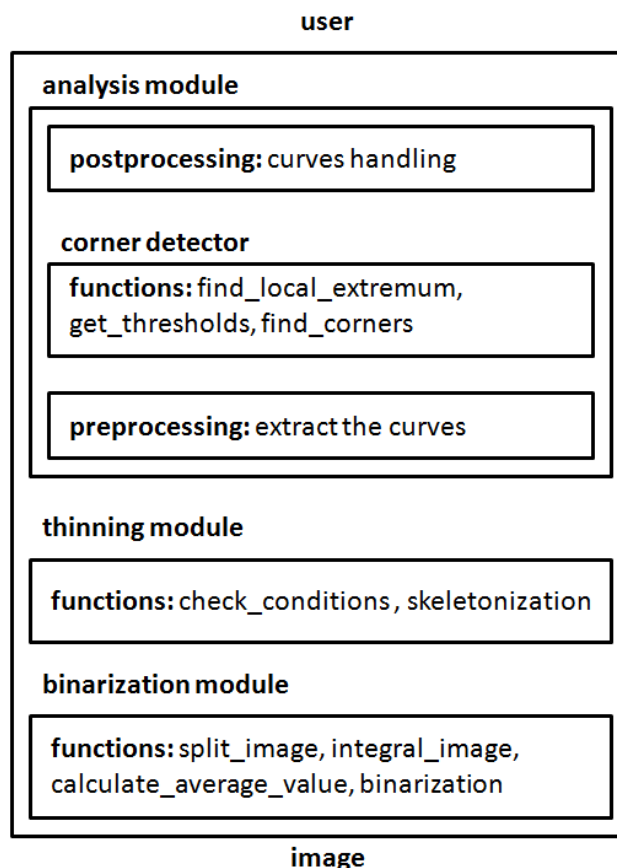 user
analysis module
postprocessing: curves handling
corner detector
functions: find_local_extremum,
get_thresholds, find_corners
preprocessing: extract the curves
thinning module
functions: check_conditions , skeletonization
binarization module
functions: split_image, integral_image,
calculate_average_value, binarization
image